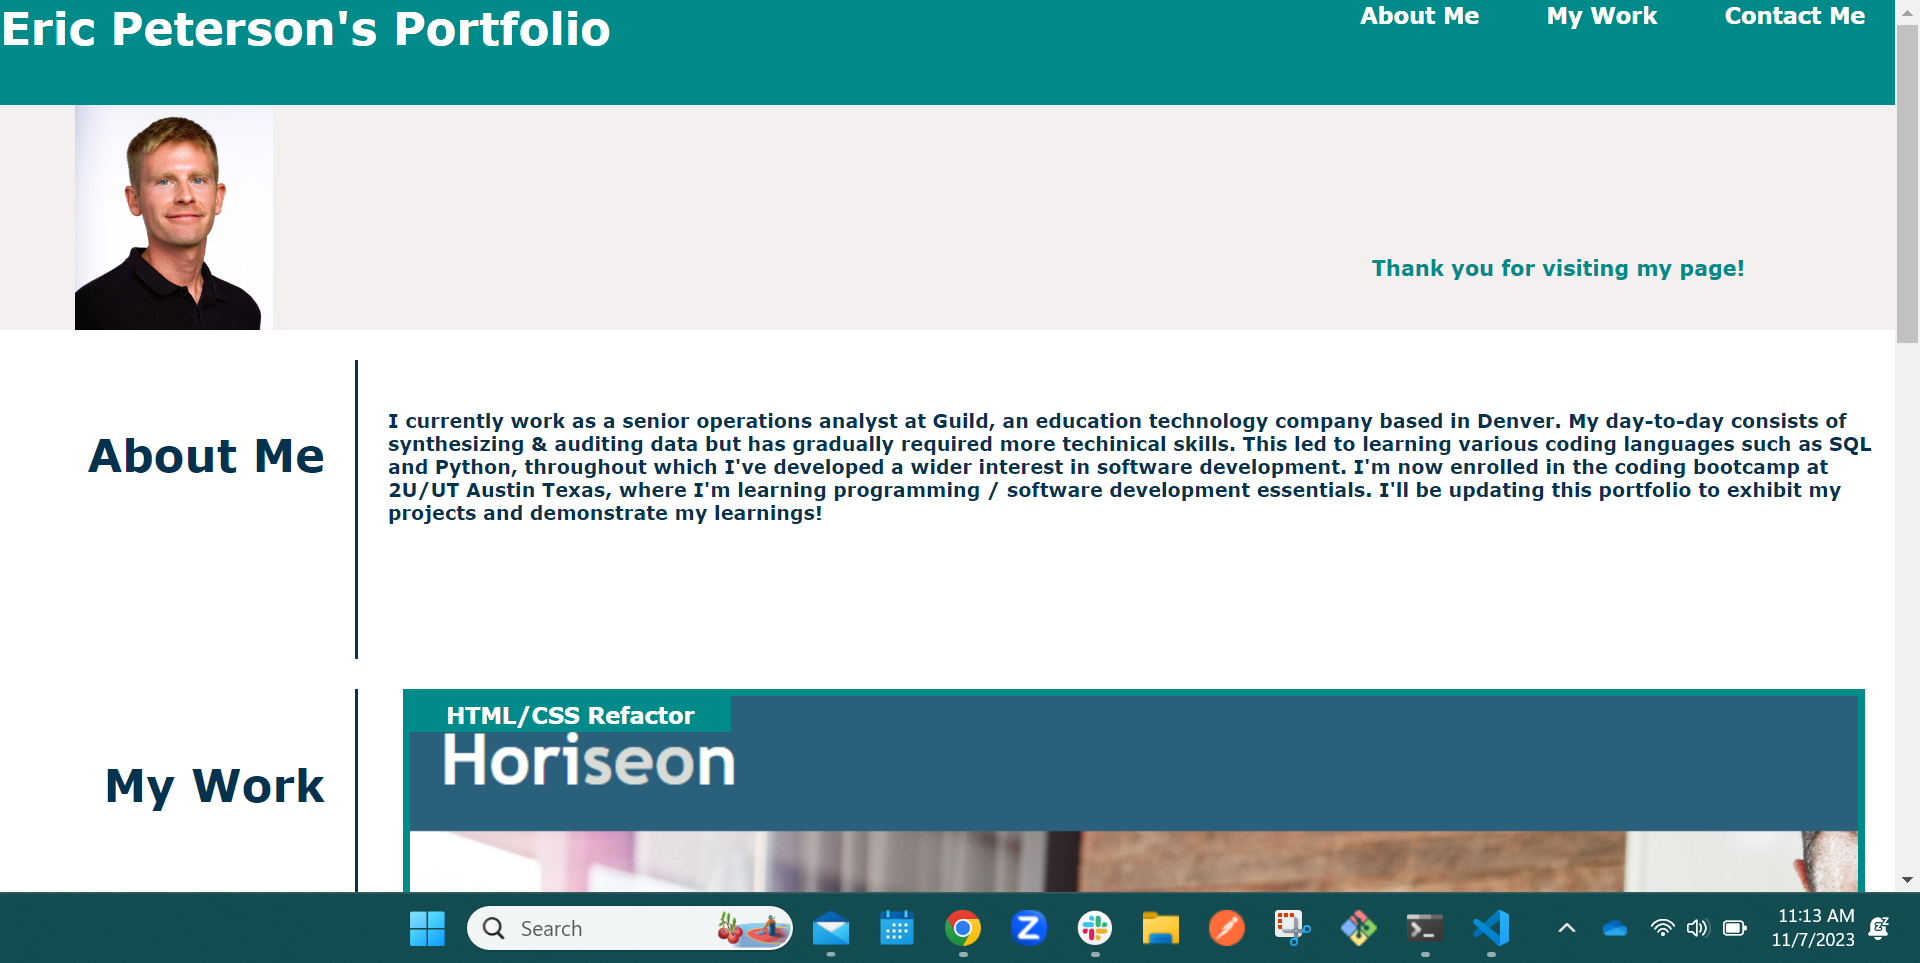 Eric Peterson's Portfolio
About Me
My Work
Contact Me
Thank you for visiting my page!
About Me
I currently work as a senior operations analyst at Guild, an education technology company based in Denver. My day-to-day consists of
synthesizing & auditing data but has gradually required more techinical skills. This led to learning various coding languages such as SQL
and Python, throughout which I've developed a wider interest in software development. I'm now enrolled in the coding bootcamp at
2U/UT Austin Texas, where I'm learning programming / software development essentials. I'll be updating this portfolio to exhibit my
projects and demonstrate my learnings!
My Work
HTML/CSS Refactor
Horiseon
Search
11:13 AM
11/7/2023